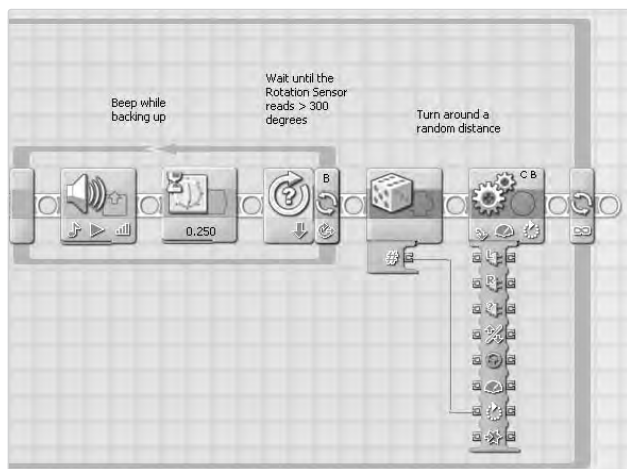 Beep while
backing up
Wait until the
Rotation Sensor
reads > 300
degrees
Turn around a
random distance
B
C B
0.250
#